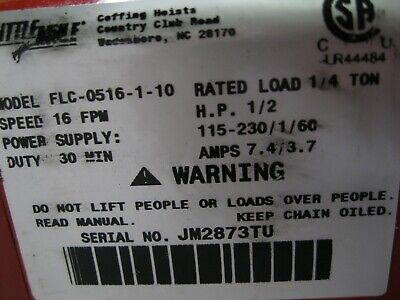 Coffing Hoists
Country Club Road
Wadesboro, NC 28170
SA
C
LR44484
MODEL FLC-0516-1-10 RATED LOAD 1/4 TON
SPEED 16 FPM H.P. 1/2
POWER SUPPLY: 115-230/1/60
DUTY 30 MIN AMPS 7.4/3.7
WARNING
DO NOT LIFT PEOPLE OR LOADS OVER PEOPLE.
READ MANUAL. KEEP CHAIN OILED.
SERIAL NO. JM2873TU